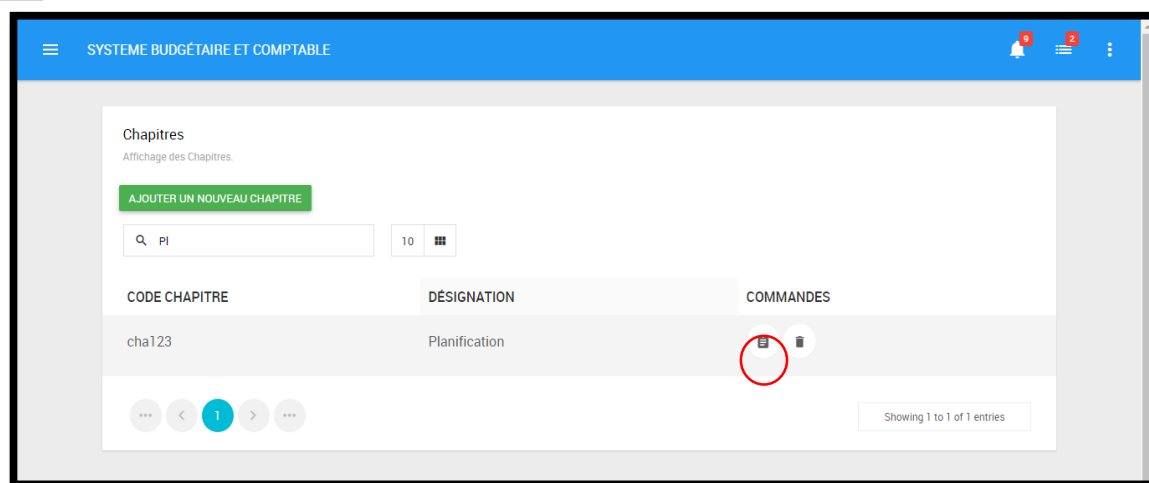 SYSTEME BUDGÉTAIRE ET COMPTABLE
9
2
Chapitres
Affichage des Chapitres.
AJOUTER UN NOUVEAU CHAPITRE
Pl
10
CODE CHAPITRE DÉSIGNATION COMMANDES
cha123 Planification
1
Showing 1 to 1 of 1 entries